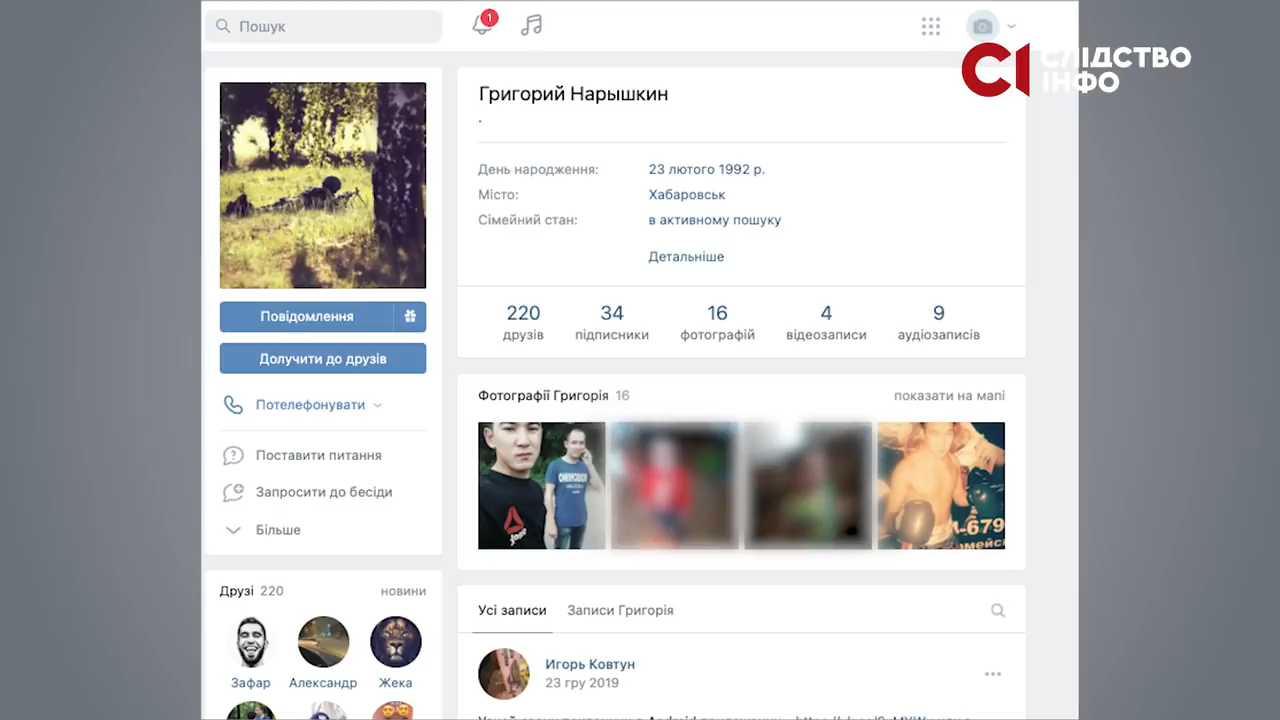 Пошук
1
СІ СЛІДСТВО
ІНФО
Григорий Нарышкин
.
День народження: 23 лютого 1992 р.
Місто: Хабаровськ
Сімейний стан: в активному пошуку
Детальніше
220 34 16 4 9
друзів підписники фотографій відеозаписи аудіозаписів
Повідомлення
Долучити до друзів
Потелефонувати
Поставити питання
Запросити до бесіди
Більше
Фотографії Григорія 16 показати на мапі
-679
Друзі 220 новини
Зафар Александр Жека
Усі записи Записи Григорія
Игорь Ковтун
23 гру 2019